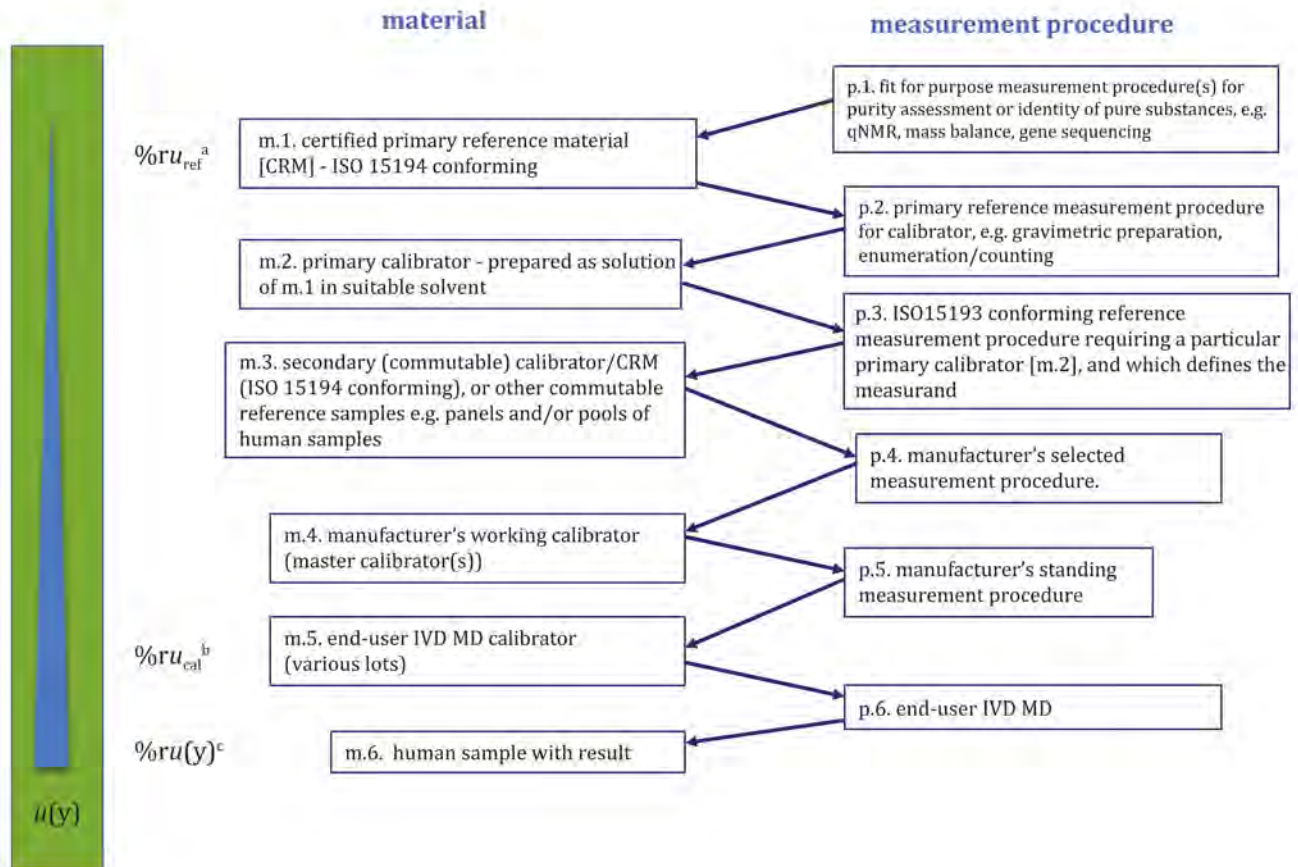 material
measurement procedure
p.1. fit for purpose measurement procedure(s) for
purity assessment or identity of pure substances, e.g.
qNMR, mass balance, gene sequencing
%ru_ref^a
m.1. certified primary reference material
[CRM] - ISO 15194 conforming
p.2. primary reference measurement procedure
for calibrator, e.g. gravimetric preparation,
enumeration/counting
m.2. primary calibrator - prepared as solution
of m.1 in suitable solvent
p.3. ISO15193 conforming reference
measurement procedure requiring a particular
primary calibrator [m.2], and which defines the
measurand
m.3. secondary (commutable) calibrator/CRM
(ISO 15194 conforming), or other commutable
reference samples e.g. panels and/or pools of
human samples
p.4. manufacturer's selected
measurement procedure.
m.4. manufacturer's working calibrator
(master calibrator(s))
p.5. manufacturer's standing
measurement procedure
%ru_cal^b
m.5. end-user IVD MD calibrator
(various lots)
p.6. end-user IVD MD
%ru(y)^c
m.6. human sample with result
u(y)